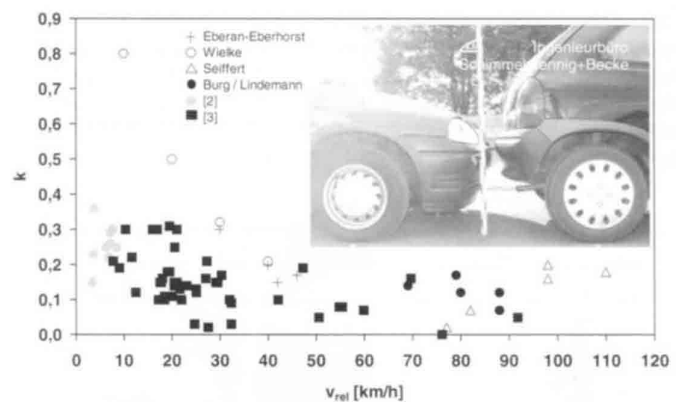 0,9
0,8
0,7
0,6
0,5
0,4
0,3
0,2
0,1
0,0
k
Eberan-Eberhorst
Wielke
Seiffert
Burg / Lindemann
[2]
[3]
Ingenieurbüro
Schimmelpfennig+Becke
0 10 20 30 40 50 60 70 80 90 100 110 120
v_rel [km/h]